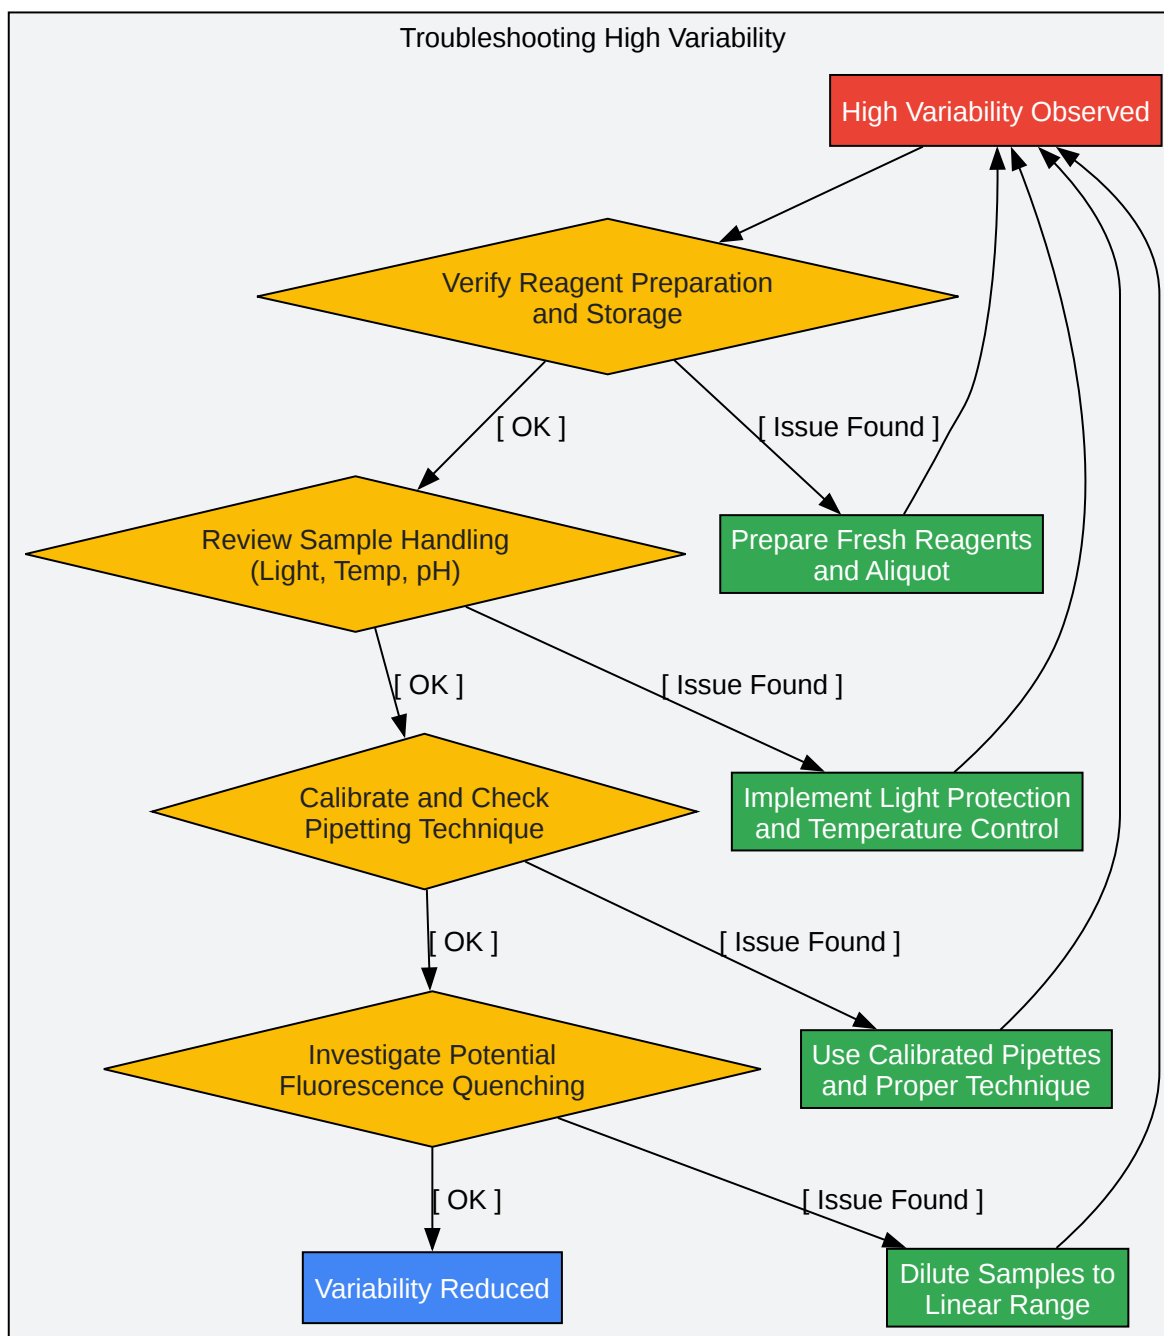 Troubleshooting High Variability
High Variability Observed
Verify Reagent Preparation
and Storage
[ OK ]
[ Issue Found ]
Prepare Fresh Reagents
and Aliquot
Review Sample Handling
(Light, Temp, pH)
[ OK ]
[ Issue Found ]
Implement Light Protection
and Temperature Control
Calibrate and Check
Pipetting Technique
[ OK ]
[ Issue Found ]
Use Calibrated Pipettes
and Proper Technique
Investigate Potential
Fluorescence Quenching
[ OK ]
[ Issue Found ]
Variability Reduced
Dilute Samples to
Linear Range